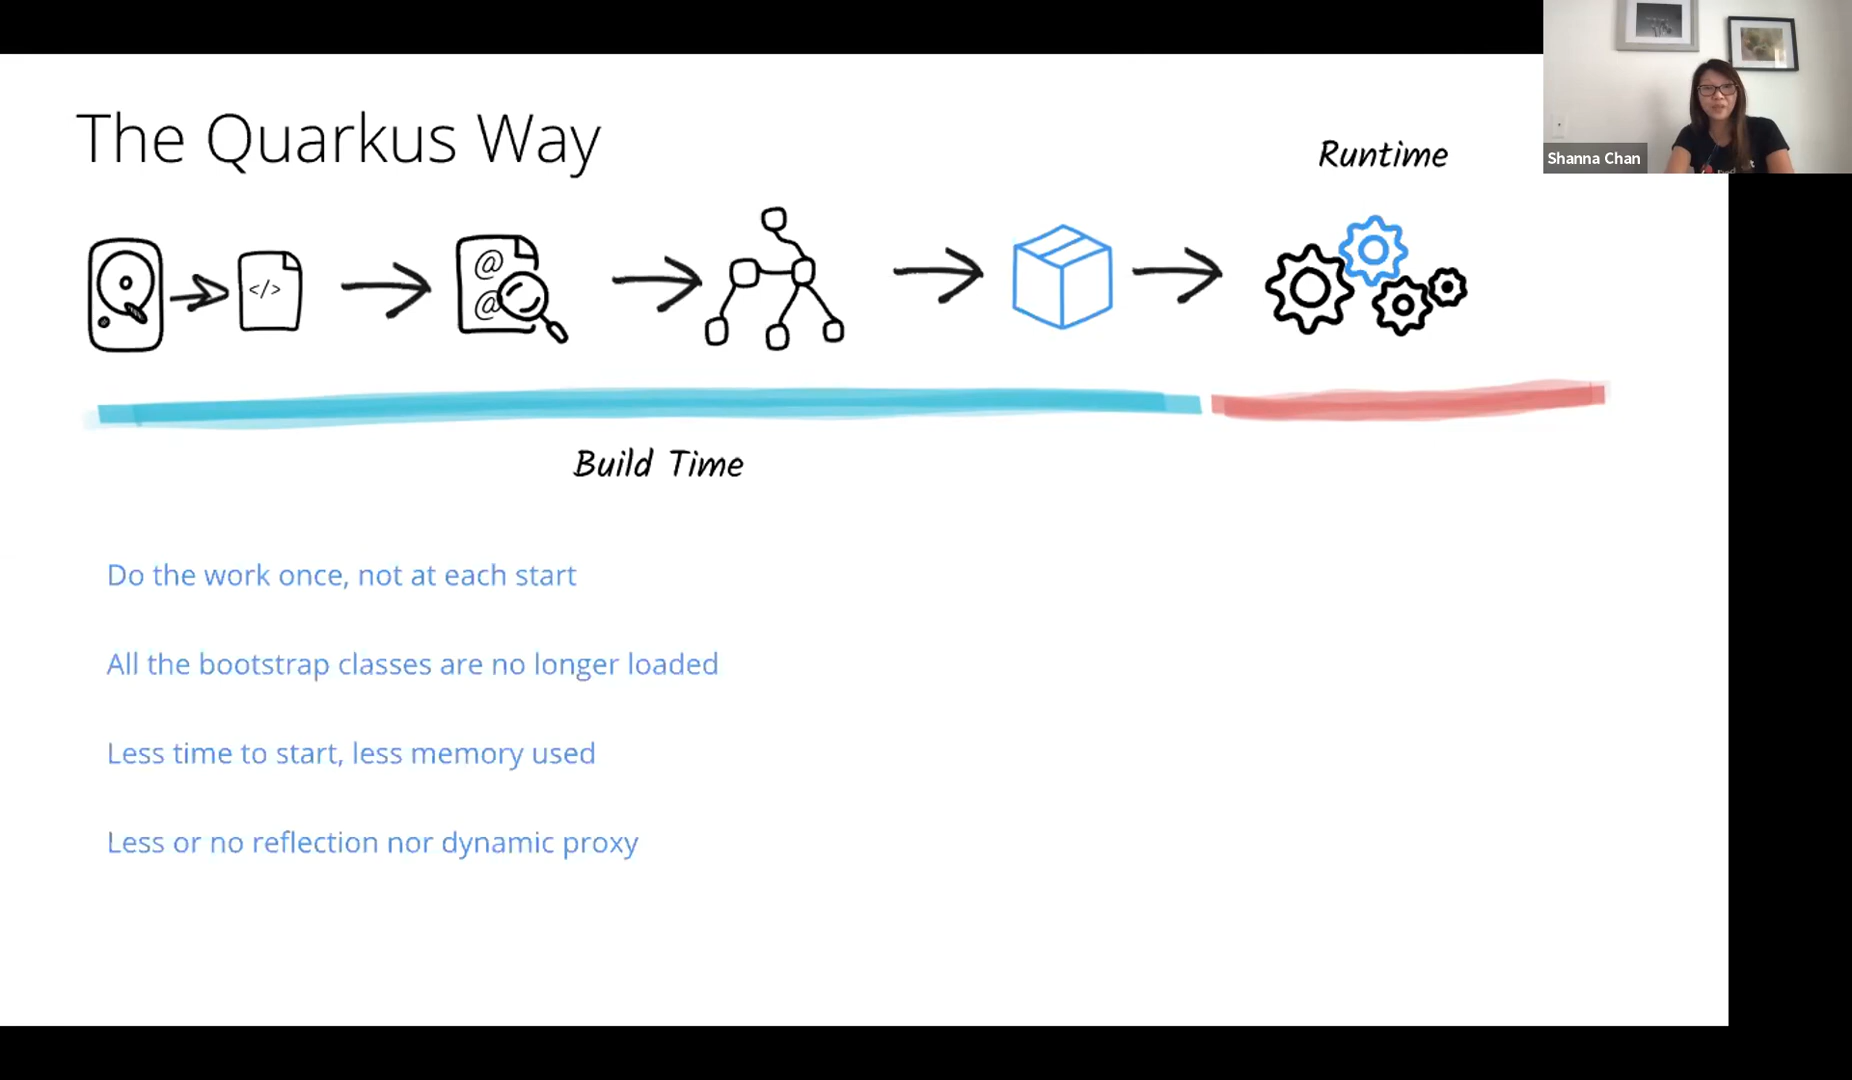 The Quarkus Way
Runtime
Shanna Chan
</>
@
@
Build Time
Do the work once, not at each start
All the bootstrap classes are no longer loaded
Less time to start, less memory used
Less or no reflection nor dynamic proxy